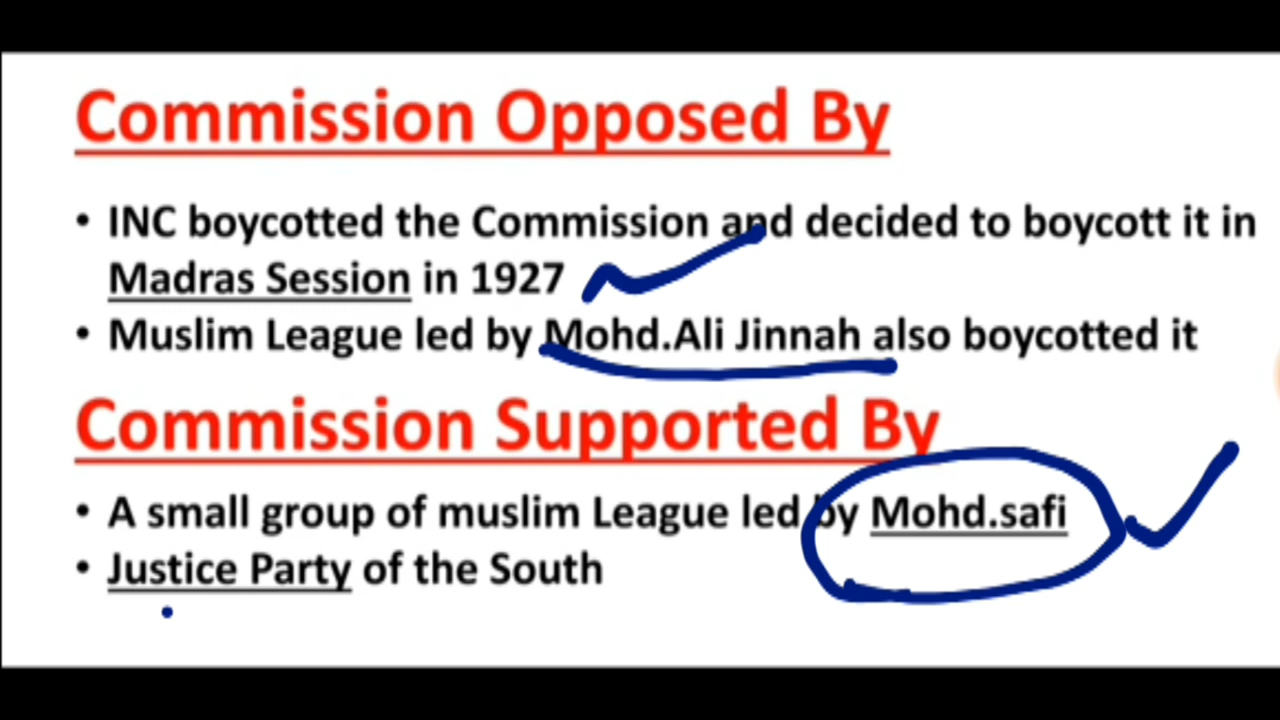 Commission Opposed By
• INC boycotted the Commission and decided to boycott it in
Madras Session in 1927
• Muslim League led by Mohd.Ali Jinnah also boycotted it
Commission Supported By
• A small group of muslim League led by Mohd.safi
• Justice Party of the South